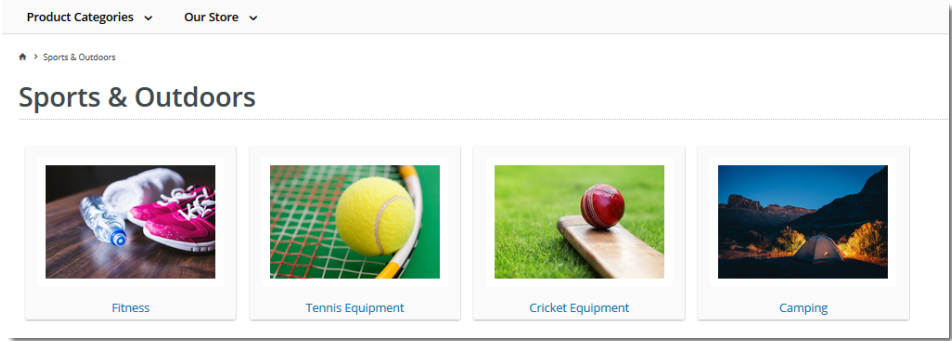 Product Categories Our Store
Sports & Outdoors
Sports & Outdoors
Fitness Tennis Equipment Cricket Equipment Camping